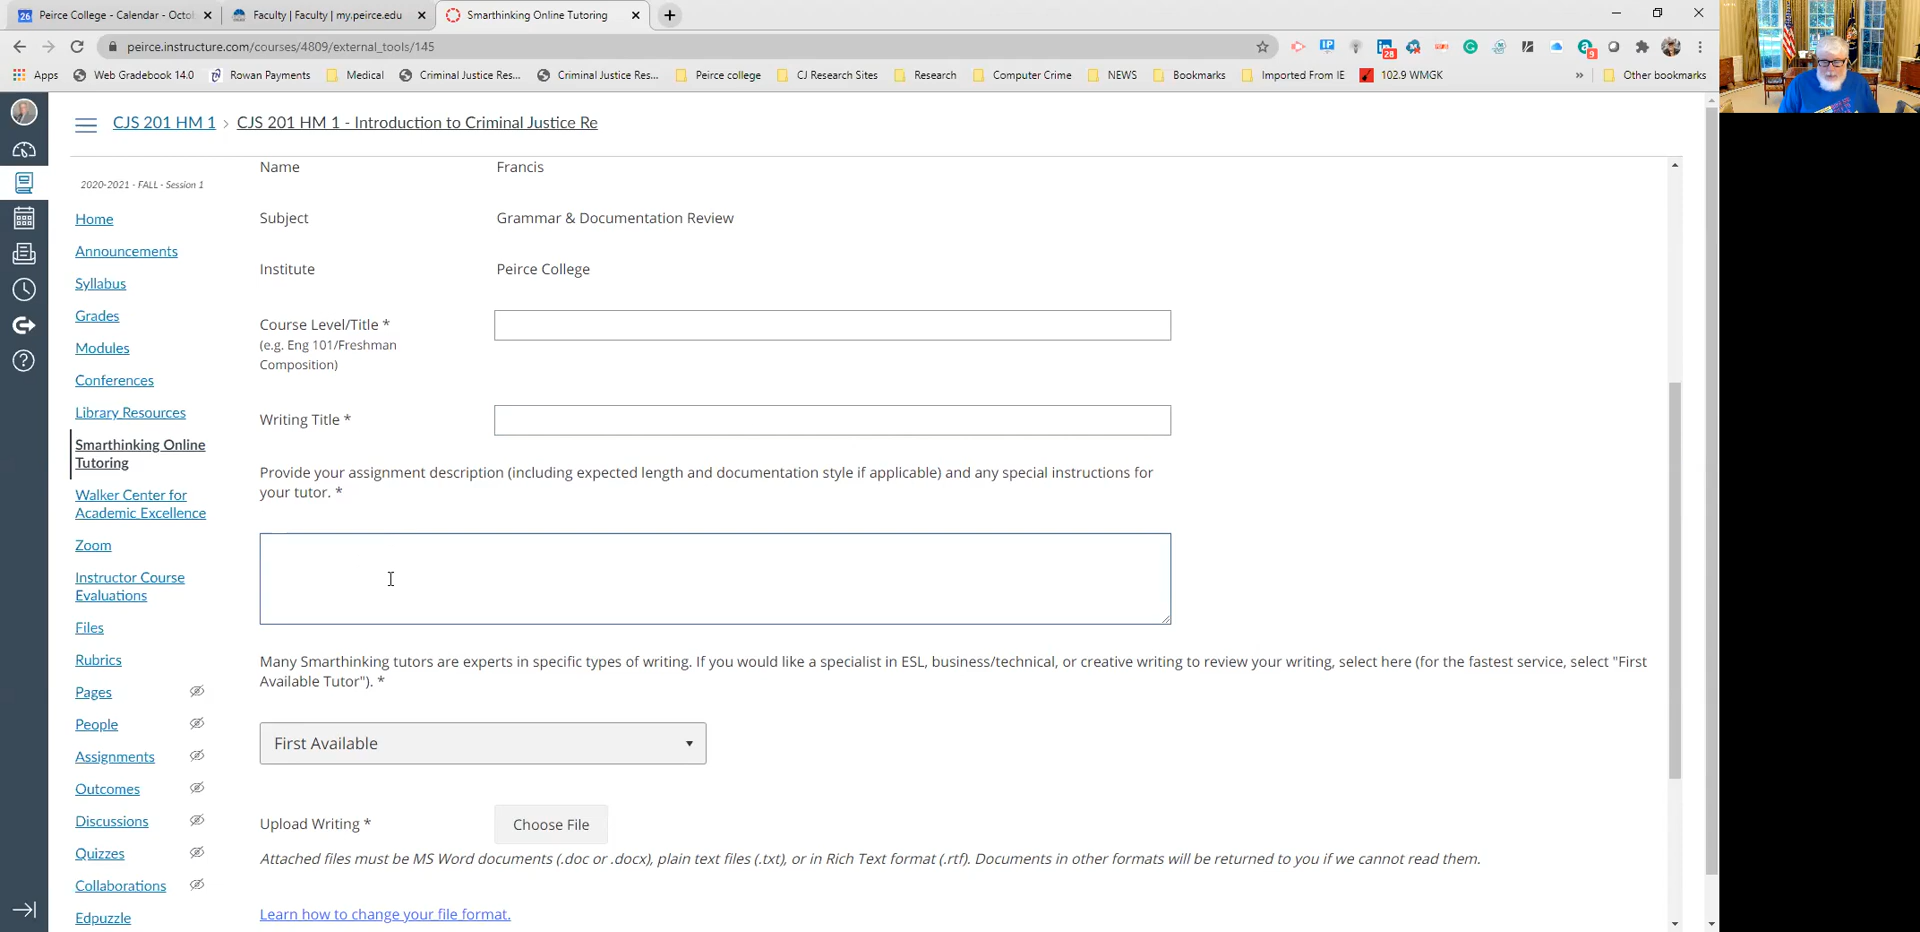 26 Peirce College - Calendar - Octo
Faculty | Faculty | my.peirce.edu
Smarthinking Online Tutoring
peirce.instructure.com/courses/4809/external_tools/145
28
9
Apps
Web Gradebook 14.0
Rowan Payments
Medical
Criminal Justice Res...
Criminal Justice Res...
Peirce college
CJ Research Sites
Research
Computer Crime
NEWS
Bookmarks
Imported From IE
102.9 WMGK
Other bookmarks
CJS 201 HM 1 › CJS 201 HM 1 - Introduction to Criminal Justice Re
2020-2021 - FALL - Session 1
Home
Announcements
Syllabus
Grades
Modules
Conferences
Library Resources
Smarthinking Online
Tutoring
Walker Center for
Academic Excellence
Zoom
Instructor Course
Evaluations
Files
Rubrics
Pages
People
Assignments
Outcomes
Discussions
Quizzes
Collaborations
Edpuzzle
Name Francis
Subject Grammar & Documentation Review
Institute Peirce College
Course Level/Title *
(e.g. Eng 101/Freshman
Composition)
Writing Title *
Provide your assignment description (including expected length and documentation style if applicable) and any special instructions for
your tutor. *
Many Smarthinking tutors are experts in specific types of writing. If you would like a specialist in ESL, business/technical, or creative writing to review your writing, select here (for the fastest service, select "First
Available Tutor"). *
First Available
Upload Writing * Choose File
Attached files must be MS Word documents (.doc or .docx), plain text files (.txt), or in Rich Text format (.rtf). Documents in other formats will be returned to you if we cannot read them.
Learn how to change your file format.